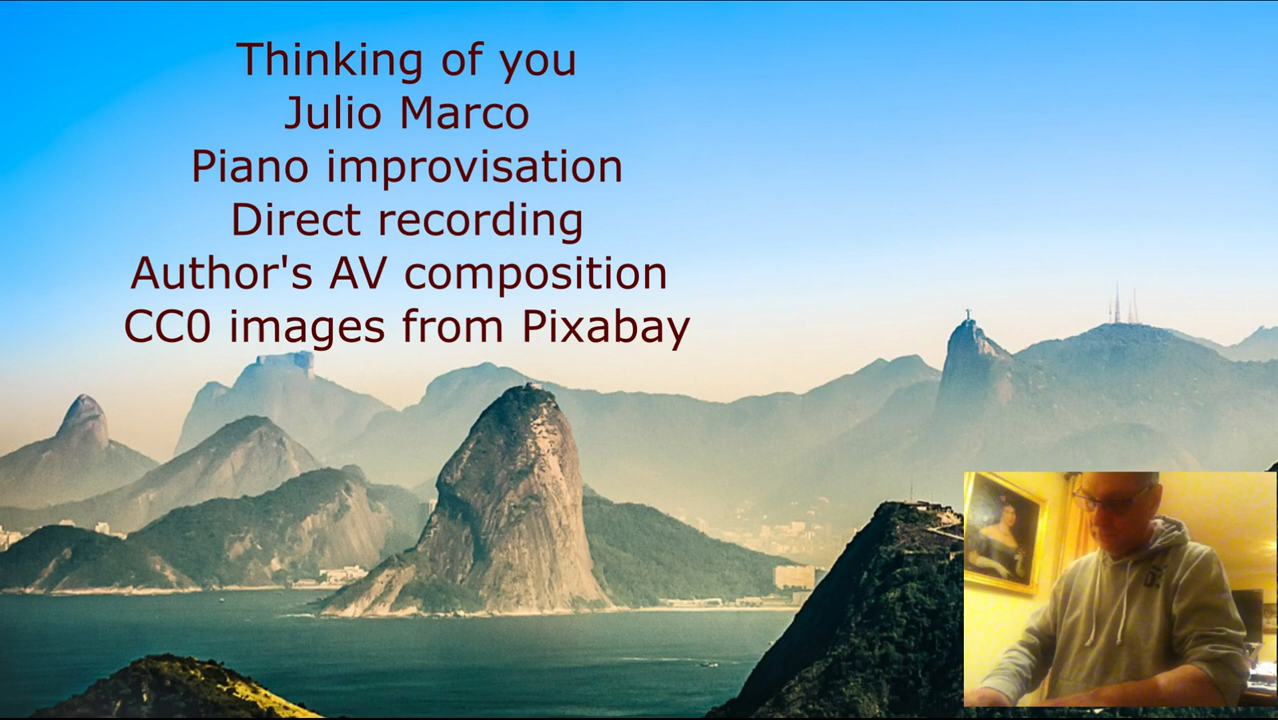 Thinking of you
Julio Marco
Piano improvisation
Direct recording
Author's AV composition
CC0 images from Pixabay